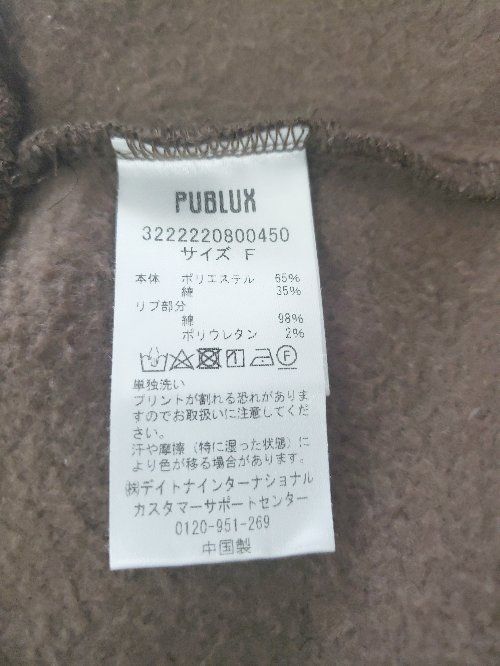 PUBLUX
3222220800450
サイズ F
本体 ポリエステル 65%
綿 35%
リブ部分
綿 98%
ポリウレタン 2%
F
単独洗い
プリントが割れる恐れがありま
すのでお取扱いに注意してくだ
さい。
汗や摩擦（特に湿った状態）に
より色が移る場合があります。
㈱デイトナインターナショナル
カスタマーサポートセンター
0120-951-269
中国製